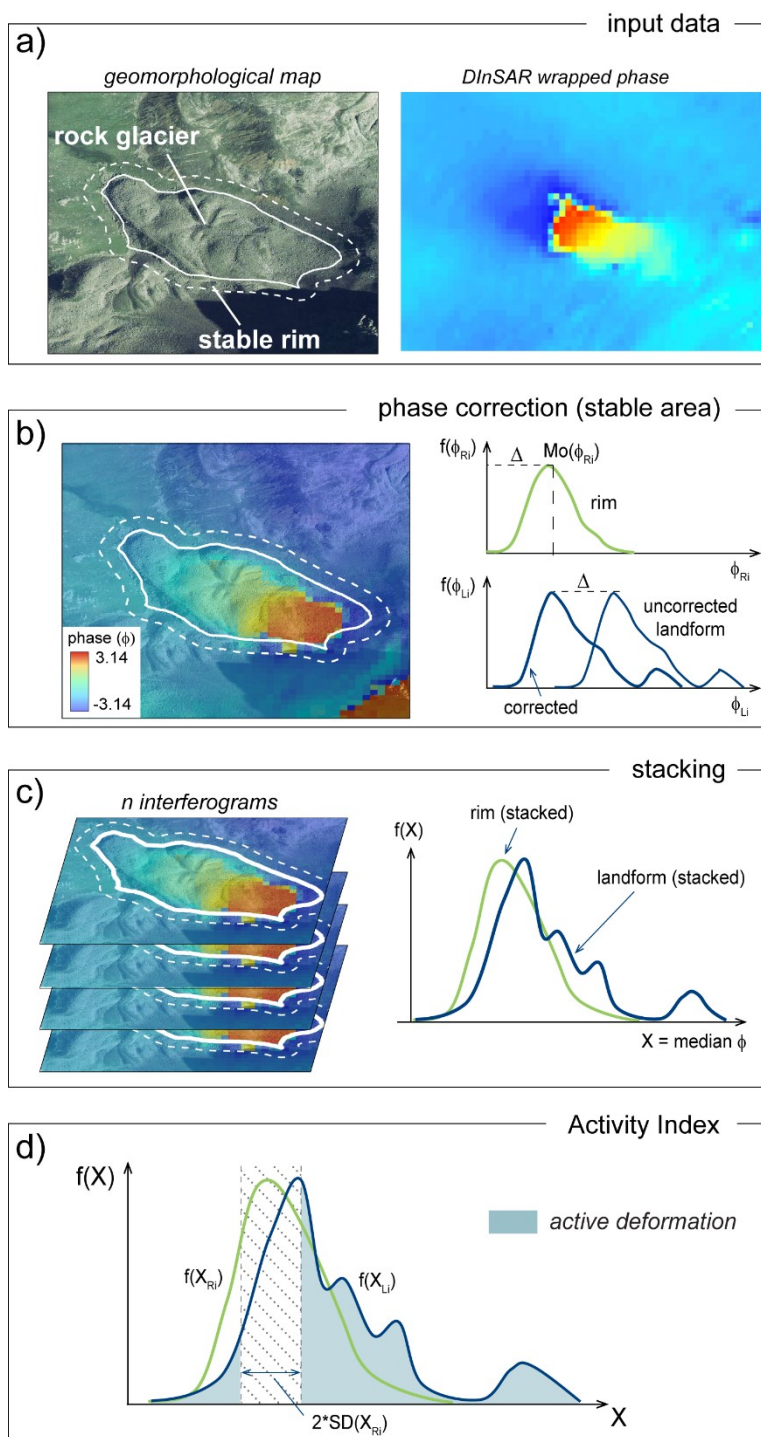 input data
a)
geomorphological map
DInSAR wrapped phase
rock glacier
stable rim
phase correction (stable area)
b)
f(ϕRi)
Δ
Mo(ϕRi)
rim
ϕRi
f(ϕLi)
Δ
uncorrected
landform
corrected
ϕLi
phase (ϕ)
3.14
-3.14
stacking
c)
n interferograms
f(X)
rim (stacked)
landform (stacked)
X = median ϕ
Activity Index
d)
f(X)
active deformation
f(XRi)
f(XLi)
2*SD(XRi)
X